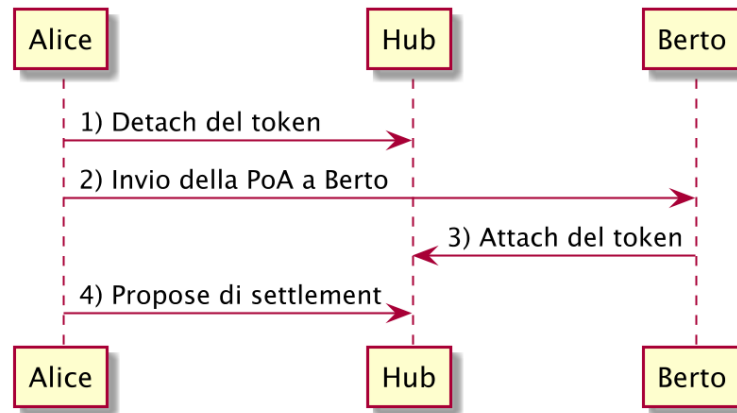 Alice
Hub
Berto
1) Detach del token
2) Invio della PoA a Berto
3) Attach del token
4) Propose di settlement
Alice
Hub
Berto